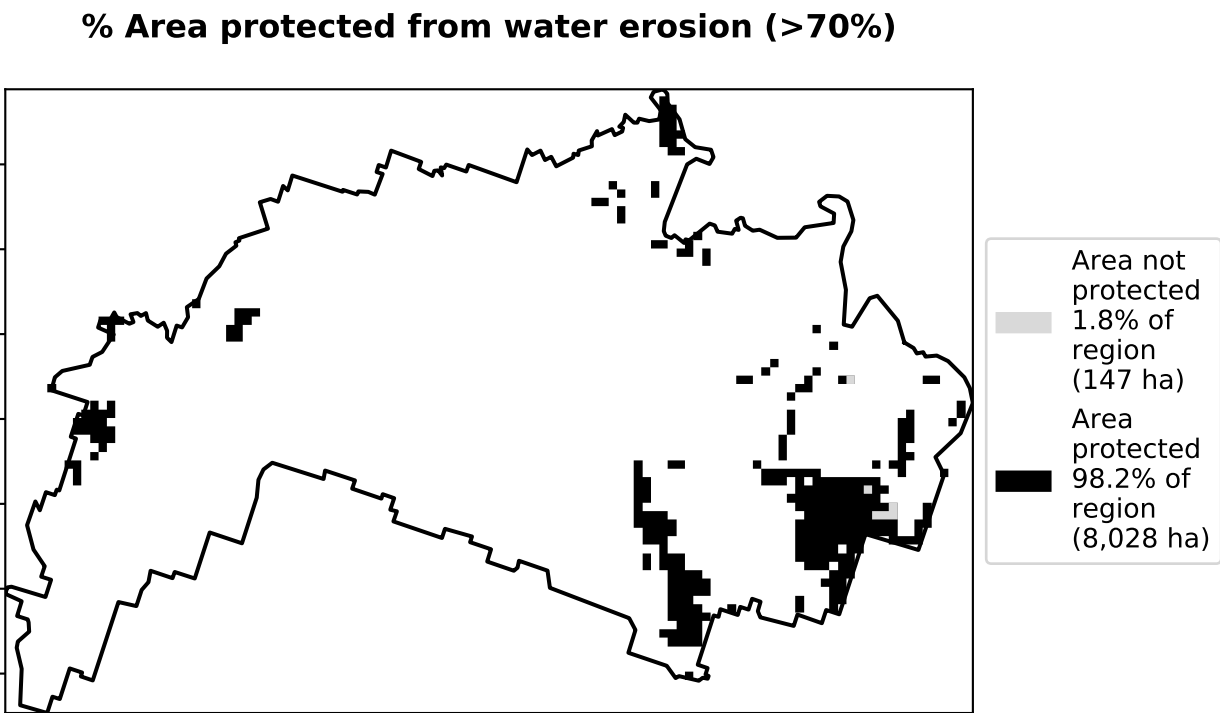 % Area protected from water erosion (>70%)
Area not
protected
1.8% of
region
(147 ha)
Area
protected
98.2% of
region
(8,028 ha)